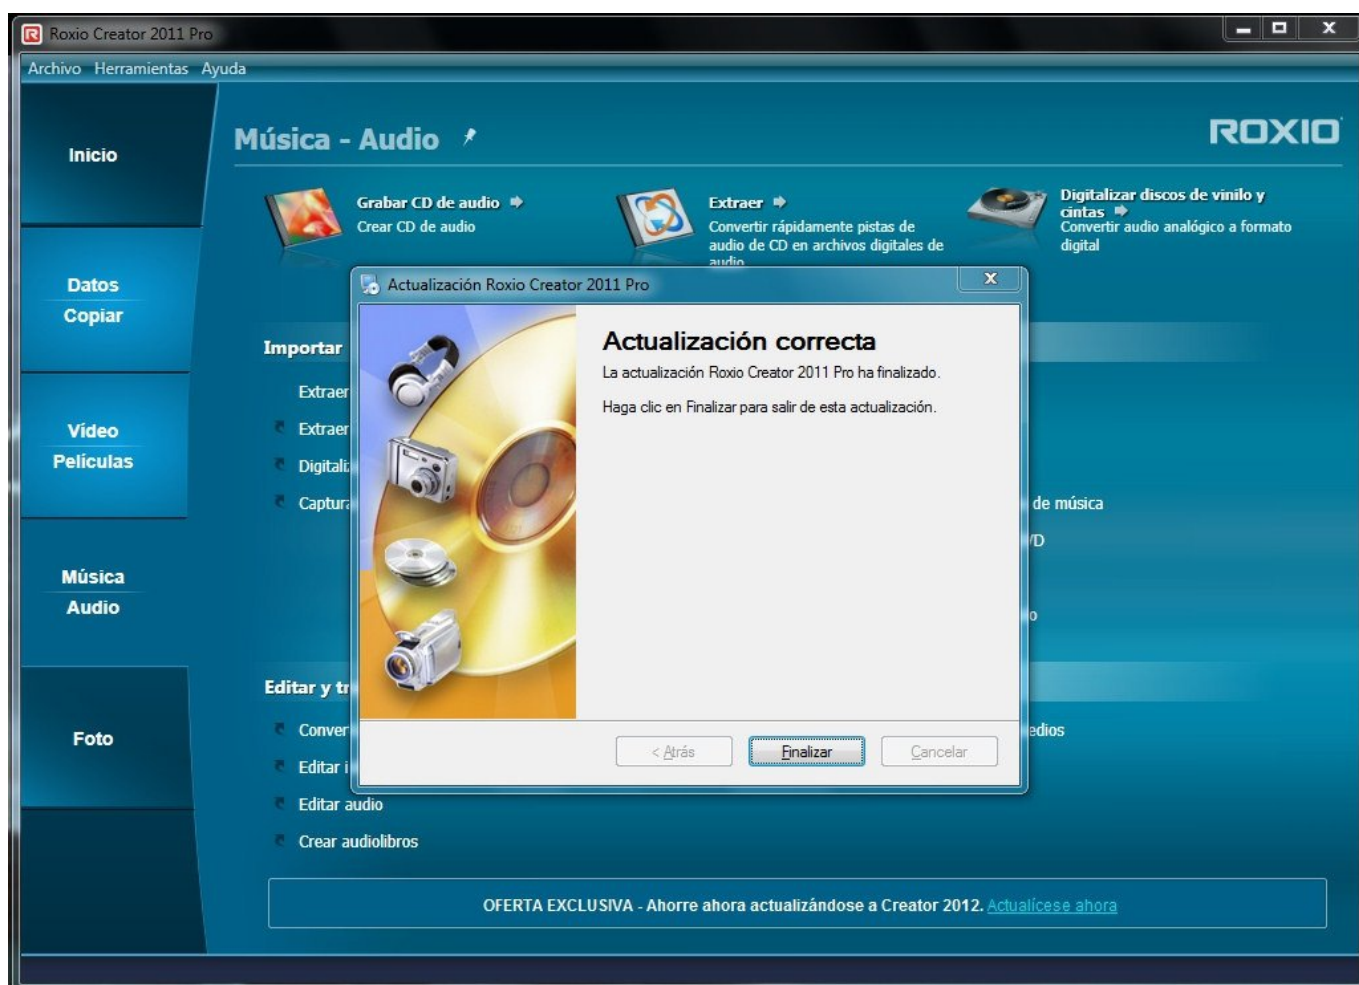 Roxio Creator 2011 Pro
Archivo Herramientas Ayuda
Inicio
Datos
Copiar
Vídeo
Películas
Música
Audio
Foto
Música - Audio
ROXIO
Grabar CD de audio
Crear CD de audio
Extraer
Convertir rápidamente pistas de
audio de CD en archivos digitales de
audio
Digitalizar discos de vinilo y
cintas
Convertir audio analógico a formato
digital
Importar
Extraer
Extraer
de música
Editar y
Editar
Editar audio
Crear audiolibros
Actualización Roxio Creator 2011 Pro
Actualización correcta
La actualización Roxio Creator 2011 Pro ha finalizado.
Haga clic en Finalizar para salir de esta actualización.
< Atrás
Finalizar
Cancelar
OFERTA EXCLUSIVA - Ahorre ahora actualizándose a Creator 2012. Actualícese ahora